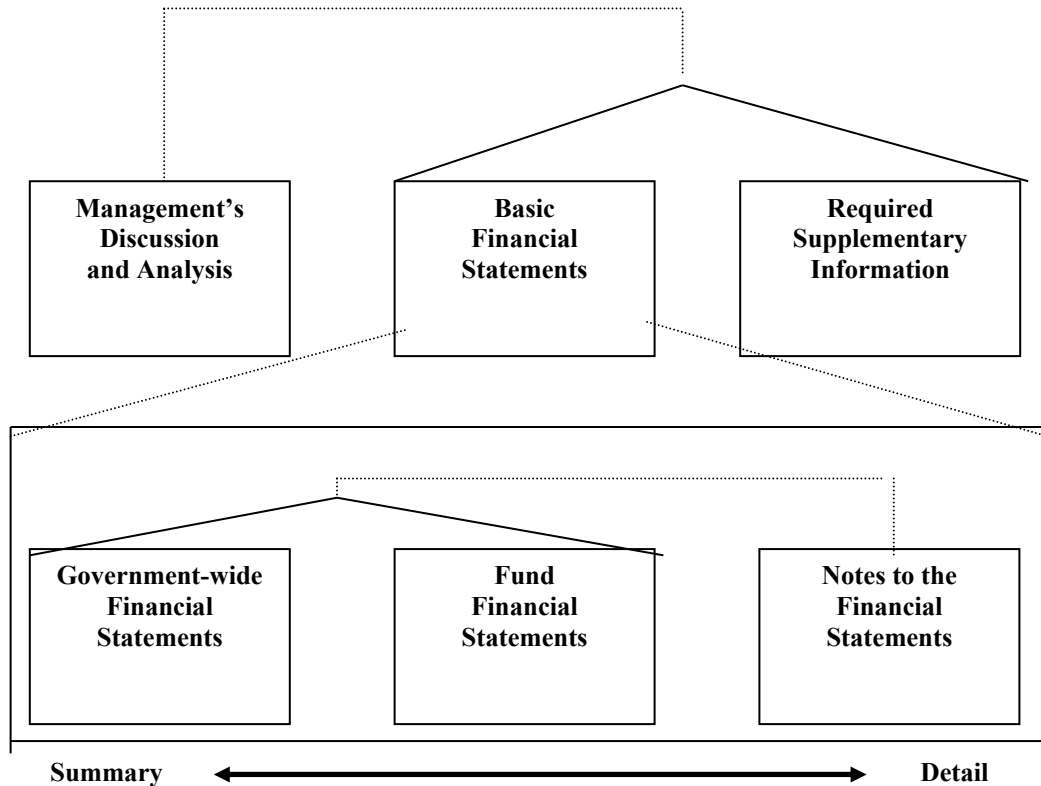 Management’s
Discussion
and Analysis
Basic
Financial
Statements
Required
Supplementary
Information
Government-wide
Financial
Statements
Fund
Financial
Statements
Notes to the
Financial
Statements
Summary
Detail